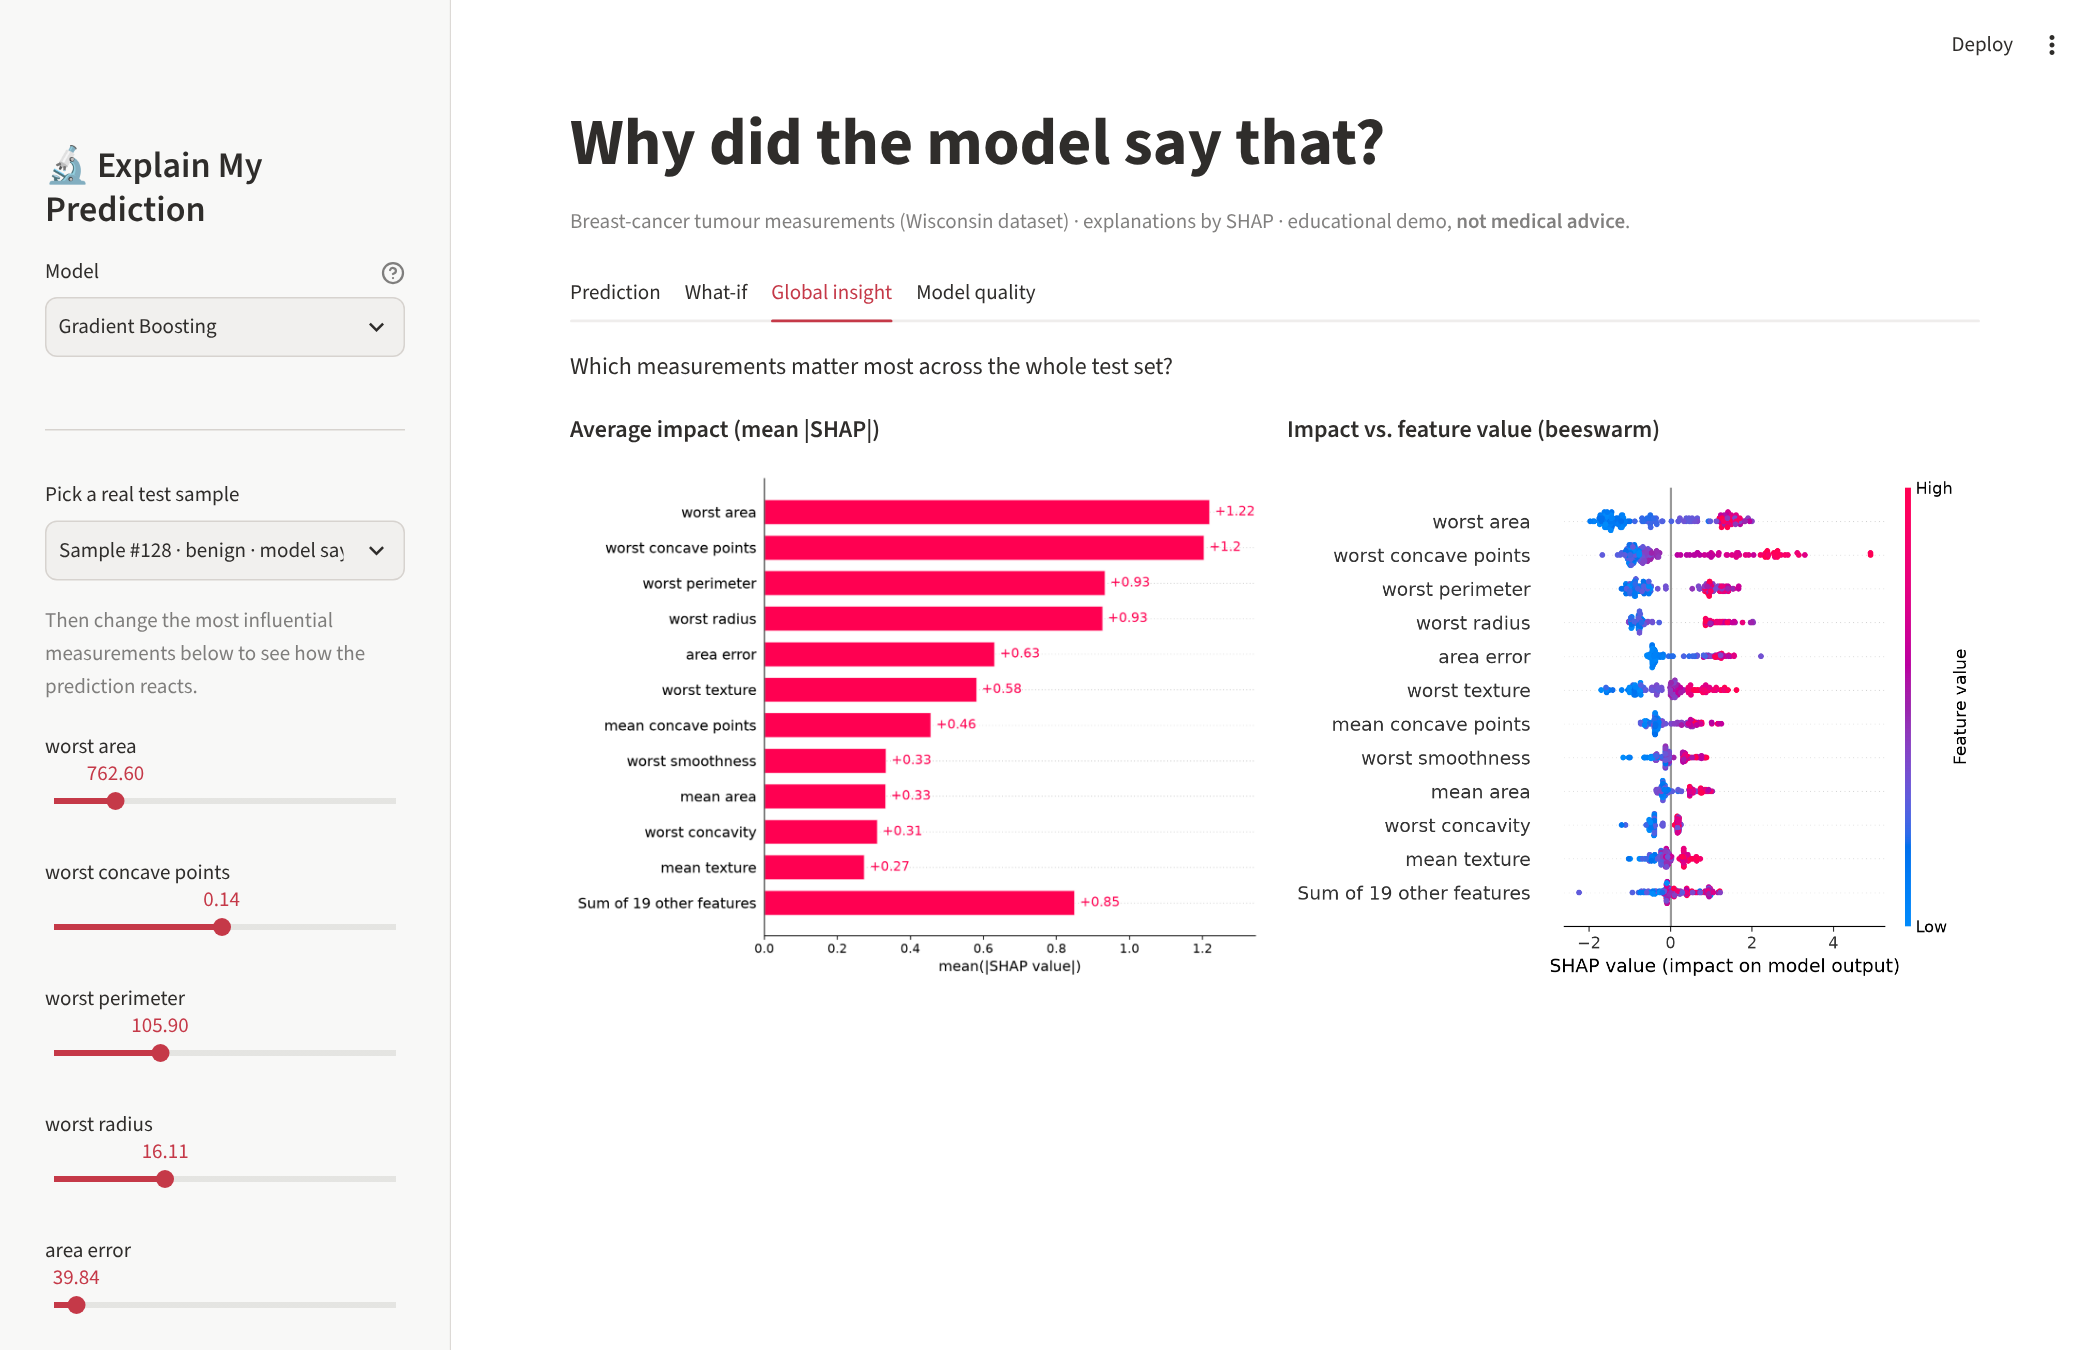 Deploy
🔬 Explain My
Prediction
Model
Gradient Boosting
Pick a real test sample
Sample #128 · benign · model say
Then change the most influential
measurements below to see how the
prediction reacts.
worst area
762.60
worst concave points
0.14
worst perimeter
105.90
worst radius
16.11
area error
39.84
Why did the model say that?
Breast-cancer tumour measurements (Wisconsin dataset) · explanations by SHAP · educational demo, not medical advice.
Prediction What-if Global insight Model quality
Which measurements matter most across the whole test set?
Average impact (mean |SHAP|)
worst area +1.22
worst concave points +1.2
worst perimeter +0.93
worst radius +0.93
area error +0.63
worst texture +0.58
mean concave points +0.46
worst smoothness +0.33
mean area +0.33
worst concavity +0.31
mean texture +0.27
Sum of 19 other features +0.85
0.0 0.2 0.4 0.6 0.8 1.0 1.2
mean(|SHAP value|)
Impact vs. feature value (beeswarm)
High
worst area
worst concave points
worst perimeter
worst radius
area error
worst texture
mean concave points
worst smoothness
mean area
worst concavity
mean texture
Sum of 19 other features
Feature value
Low
−2 0 2 4
SHAP value (impact on model output)